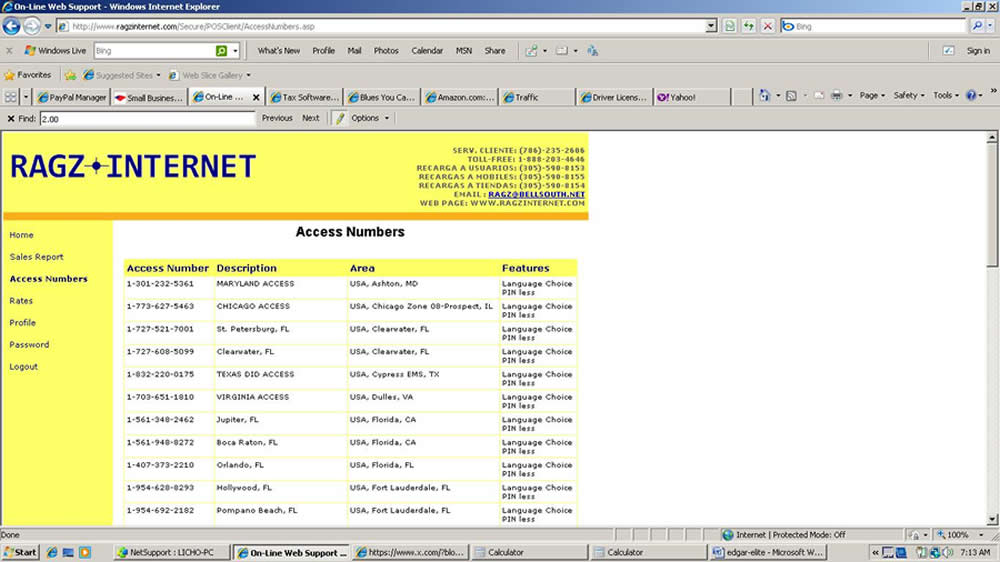 On-Line Web Support - Windows Internet Explorer
http://www.ragzinternet.com/Secure/POSClient/AccessNumbers.asp
Bing
Windows Live Bing What's New Profile Mail Photos Calendar MSN Share Sign in
Favorites Suggested Sites Web Slice Gallery
PayPal Manager Small Business... On-Line ... Tax Software... Blues You Ca... Amazon.com:... Traffic Driver Licens... Yahoo! Page Safety Tools
Find: 2.00 Previous Next Options
RAGZ INTERNET
SERV. CLIENTE: (786)-235-2606
TOLL-FREE: 1-888-203-4646
RECARGA A USUARIOS: (305)-590-8153
RECARGAS A MOBILES: (305)-590-8155
RECARGAS A TIENDAS: (305)-590-8154
EMAIL : RAGZ@BELLSOUTH.NET
WEB PAGE: WWW.RAGZINTERNET.COM
Home
Sales Report
Access Numbers
Rates
Profile
Password
Logout
Access Numbers
Access Number Description Area Features
1-301-232-5361 MARYLAND ACCESS USA, Ashton, MD Language Choice
PIN less
1-773-627-5463 CHICAGO ACCESS USA, Chicago Zone 08-Prospect, IL Language Choice
PIN less
1-727-521-7001 St. Petersburg, FL USA, Clearwater, FL Language Choice
PIN less
1-727-608-5099 Clearwater, FL USA, Clearwater, FL Language Choice
PIN less
1-832-220-0175 TEXAS DID ACCESS USA, Cypress EMS, TX Language Choice
PIN less
1-703-651-1810 VIRGINIA ACCESS USA, Dulles, VA Language Choice
PIN less
1-561-348-2462 Jupiter, FL USA, Florida, CA Language Choice
PIN less
1-561-948-8272 Boca Raton, FL USA, Florida, CA Language Choice
PIN less
1-407-373-2210 Orlando, FL USA, Florida, FL Language Choice
PIN less
1-954-628-8293 Hollywood, FL USA, Fort Lauderdale, FL Language Choice
PIN less
1-954-692-2182 Pompano Beach, FL USA, Fort Lauderdale, FL Language Choice
PIN less
Done Internet | Protected Mode: Off 100%
Start NetSupport : LICHO-PC On-Line Web Support ... https://www.x.com/?blo... Calculator Calculator edgar-elite - Microsoft W... 7:13 AM